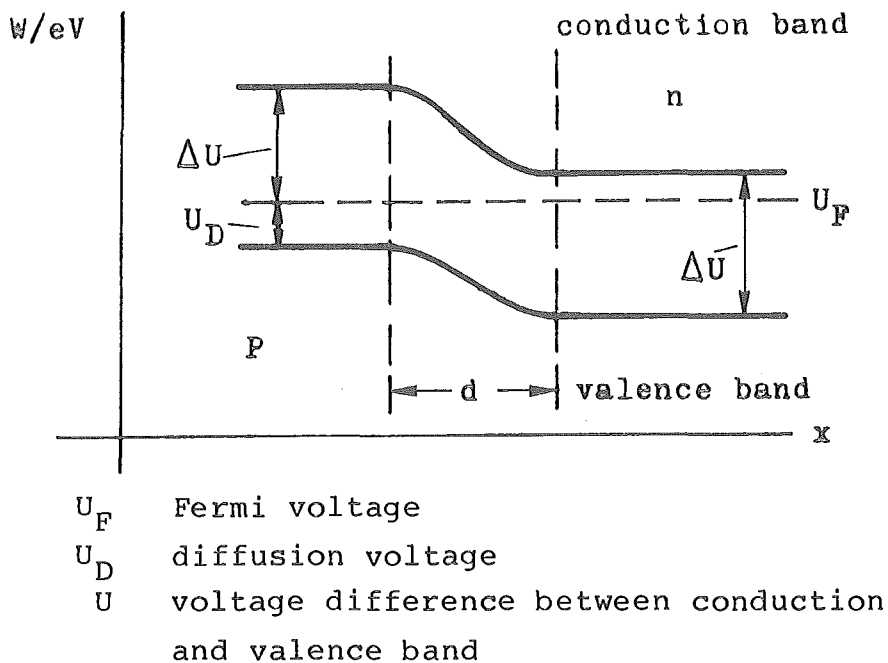 W/eV
conduction band
n
ΔU
U_F
U_D
ΔU
P
d
valence band
x
U_F Fermi voltage
U_D diffusion voltage
U voltage difference between conduction
and valence band